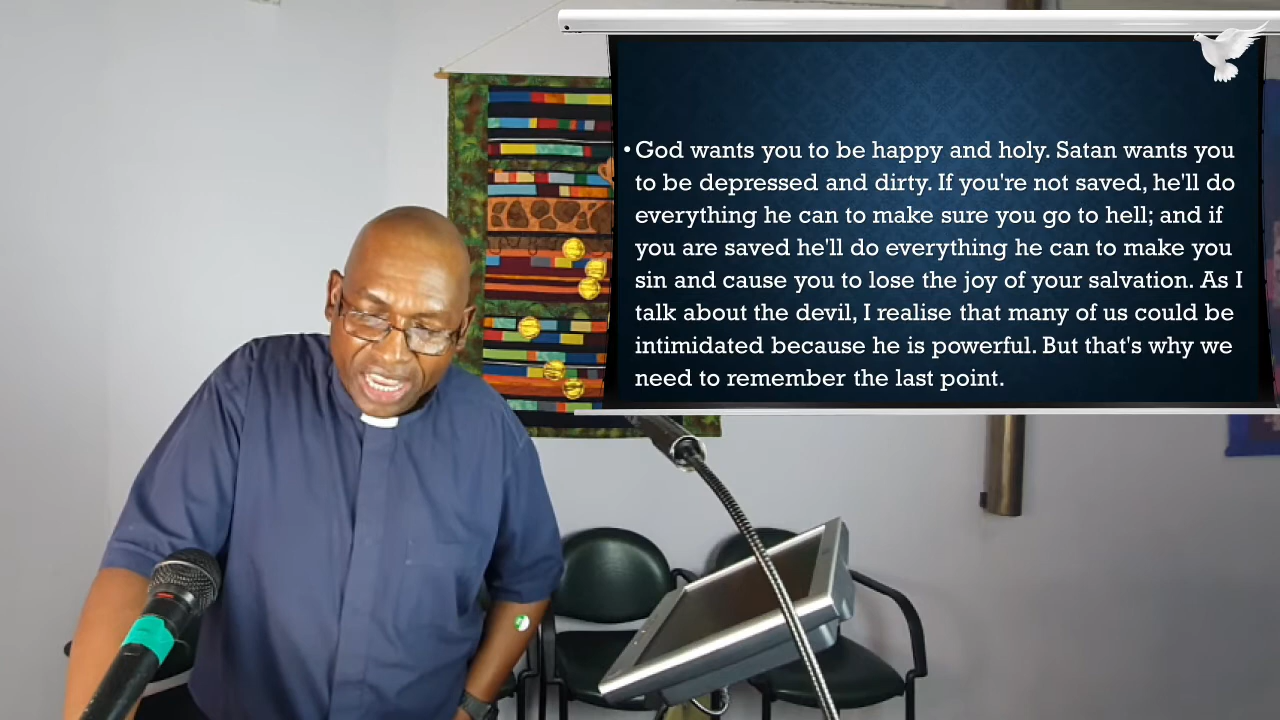 • God wants you to be happy and holy. Satan wants you
to be depressed and dirty. If you're not saved, he'll do
everything he can to make sure you go to hell; and if
you are saved he'll do everything he can to make you
sin and cause you to lose the joy of your salvation. As I
talk about the devil, I realise that many of us could be
intimidated because he is powerful. But that's why we
need to remember the last point.